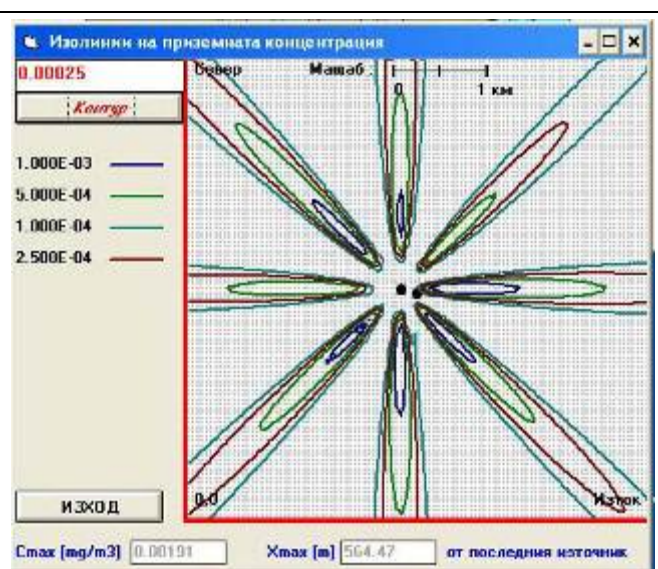 Изолинии на приземната концентрация
0.00025
Север
Машаб
0
1 км
Контур
1.000E-03
5.000E-04
1.000E-04
2.500E-04
0,0
Изток
ИЗХОД
Cmax [mg/m3] 0.00191 Xmax [m] 564.47 от последния източник